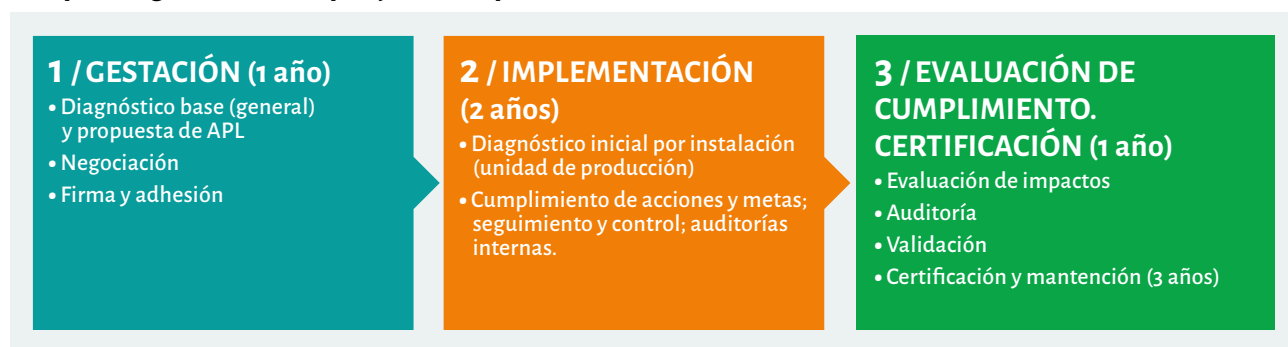 1 / GESTACIÓN (1 año)
• Diagnóstico base (general)
y propuesta de APL
• Negociación
• Firma y adhesión
2 / IMPLEMENTACIÓN
(2 años)
• Diagnóstico inicial por instalación
(unidad de producción)
• Cumplimiento de acciones y metas;
seguimiento y control; auditorías
internas.
3 / EVALUACIÓN DE
CUMPLIMIENTO.
CERTIFICACIÓN (1 año)
• Evaluación de impactos
• Auditoría
• Validación
• Certificación y mantención (3 años)